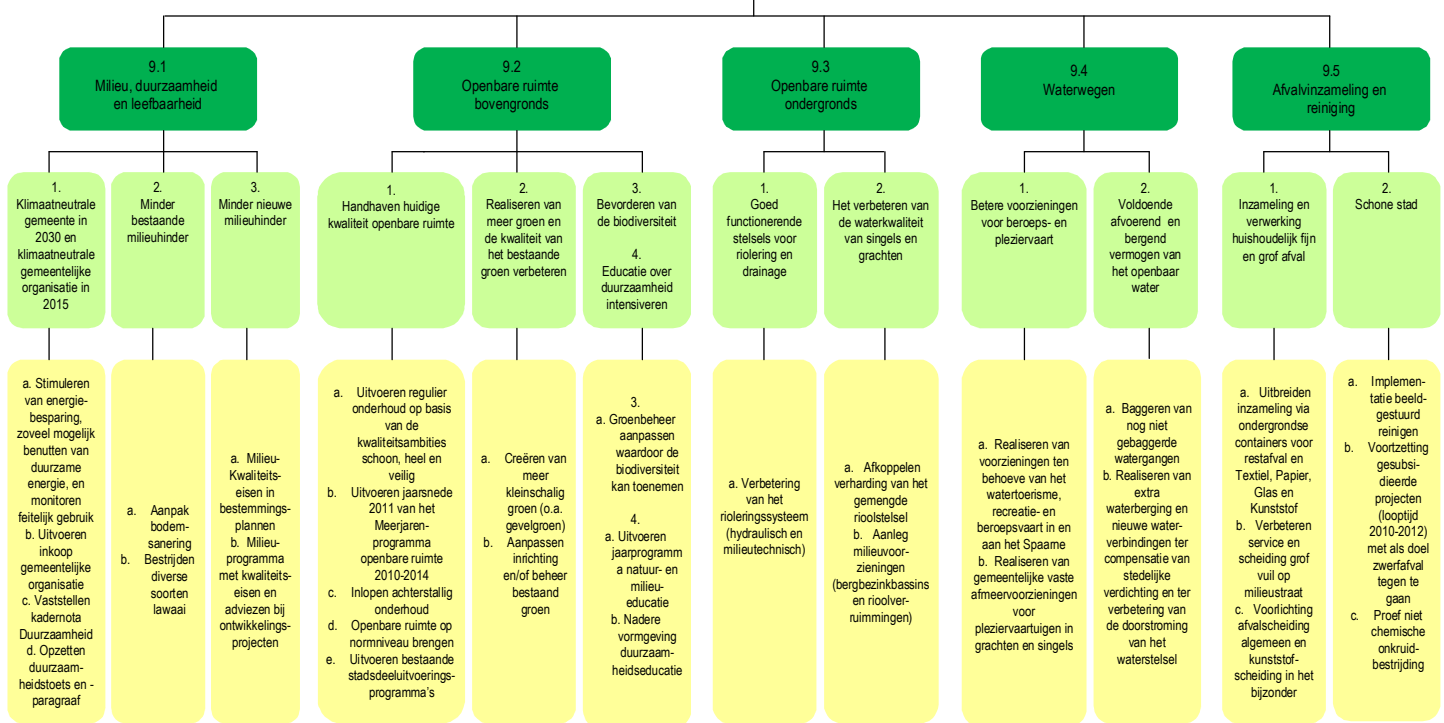 9.1
Milieu, duurzaamheid
en leefbaarheid
9.2
Openbare ruimte
bovengronds
9.3
Openbare ruimte
ondergronds
9.4
Waterwegen
9.5
Afvalinzameling en
reiniging
1.
Klimaatneutrale
gemeente in
2030 en
klimaatneutrale
gemeentelijke
organisatie in
2015
2.
Minder
bestaande
milieuhinder
3.
Minder nieuwe
milieuhinder
1.
Handhaven huidige
kwaliteit openbare ruimte
2.
Realiseren van
meer groen en
de kwaliteit van
het bestaande
groen verbeteren
3.
Bevorderen van
de biodiversiteit
4.
Educatie over
duurzaamheid
intensiveren
1.
Goed
functionerende
stelsels voor
riolering en
drainage
2.
Het verbeteren van
de waterkwaliteit
van singels en
grachten
1.
Betere voorzieningen
voor beroeps- en
pleziervaart
2.
Voldoende
afvoerend en
bergend
vermogen van
het openbaar
water
1.
Inzameling en
verwerking
huishoudelijk fijn
en grof afval
2.
Schone stad
a. Stimuleren
van energie-
besparing,
zoveel mogelijk
benutten van
duurzame
energie, en
monitoren
feitelijk gebruik
b. Uitvoeren
inkoop
gemeentelijke
organisatie
c. Vaststellen
kadernota
Duurzaamheid
d. Opzetten
duurzaam-
heidstoets en -
paragraaf
a. Aanpak
bodem-
sanering
b. Bestrijden
diverse
soorten
lawaai
a. Milieu-
Kwaliteits-
eisen in
bestemmings-
plannen
b. Milieu-
programma
met kwaliteits-
eisen en
adviezen bij
ontwikkelings-
projecten
a. Uitvoeren regulier
onderhoud op basis
van de
kwaliteitsambities
schoon, heel en
veilig
b. Uitvoeren jaarsnede
2011 van het
Meerjaren-
programma
openbare ruimte
2010-2014
c. Inlopen achterstallig
onderhoud
d. Openbare ruimte op
normniveau brengen
e. Uitvoeren bestaande
stadsdeeluitvoerings-
programma's
a. Creëren van
meer
kleinschalig
groen (o.a.
gevelgroen)
b. Aanpassen
inrichting
en/of beheer
bestaand
groen
3.
a. Groenbeheer
aanpassen
waardoor de
biodiversiteit
kan toenemen
4.
a. Uitvoeren
jaarprogramm
a natuur- en
milieu-
educatie
b. Nadere
vormgeving
duurzaam-
heidseducatie
a. Verbetering
van het
rioleringssysteem
(hydraulisch en
milieutechnisch)
a. Afkoppelen
verharding van het
gemengde
rioolstelsel
b. Aanleg
milieuvoor-
zieningen
(bergbezinkbassins
en rioolver-
ruimmingen)
a. Realiseren van
voorzieningen ten
behoeve van het
watertoerisme,
recreatie- en
beroepsvaart in en
aan het Spaarne
b. Realiseren van
gemeentelijke vaste
afmeervoorzieningen
voor
pleziervaartuigen in
grachten en singels
a. Baggeren van
nog niet
gebaggerde
watergangen
b. Realiseren van
extra
waterberging en
nieuwe water-
verbindingen ter
compensatie van
stedelijke
verdichting en ter
verbetering van
de doorstroming
van het
waterstelsel
a. Uitbreiden
inzameling via
ondergrondse
containers voor
restafval en
Textiel, Papier,
Glas en
Kunststof
b. Verbeteren
service en
scheiding grof
vuil op
milieustraat
c. Voorlichting
afvalscheiding
algemeen en
kunststof-
scheiding in het
bijzonder
a. Implemen-
tatie beeld-
gestuurd
reinigen
b. Voortzetting
gesubsi-
dieerde
projecten
(looptijd
2010-2012)
met als doel
zwerfafval
tegen te
gaan
c. Proef niet
chemische
onkruid-
bestrijding